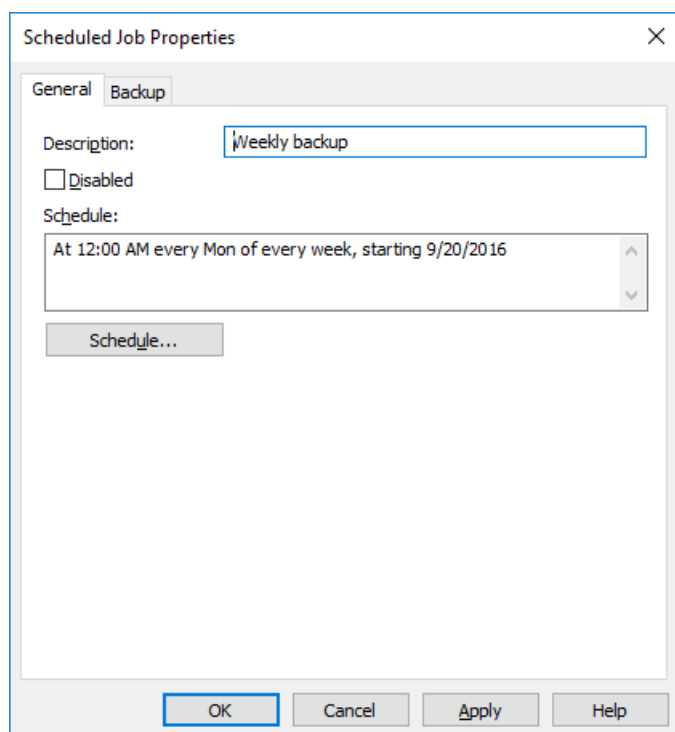 Scheduled Job Properties
General Backup
Description: Weekly backup
Disabled
Schedule:
At 12:00 AM every Mon of every week, starting 9/20/2016
Schedule...
OK Cancel Apply Help